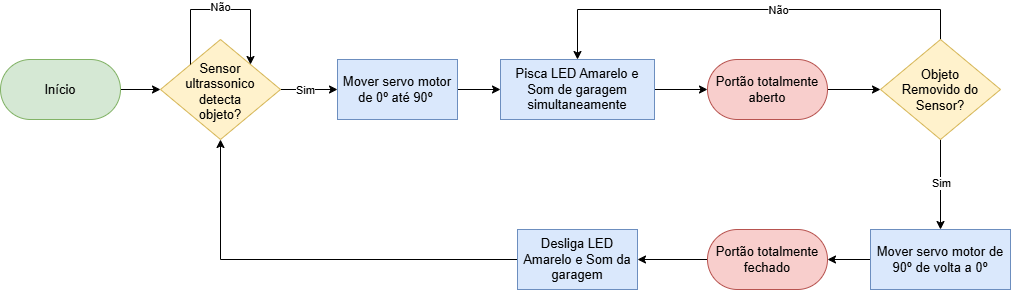 Não
Não
Início
Sensor
ultrassonico
detecta
objeto?
Sim
Mover servo motor
de 0º até 90º
Pisca LED Amarelo e
Som de garagem
simultaneamente
Portão totalmente
aberto
Objeto
Removido do
Sensor?
Sim
Mover servo motor de
90º de volta a 0º
Portão totalmente
fechado
Desliga LED
Amarelo e Som da
garagem